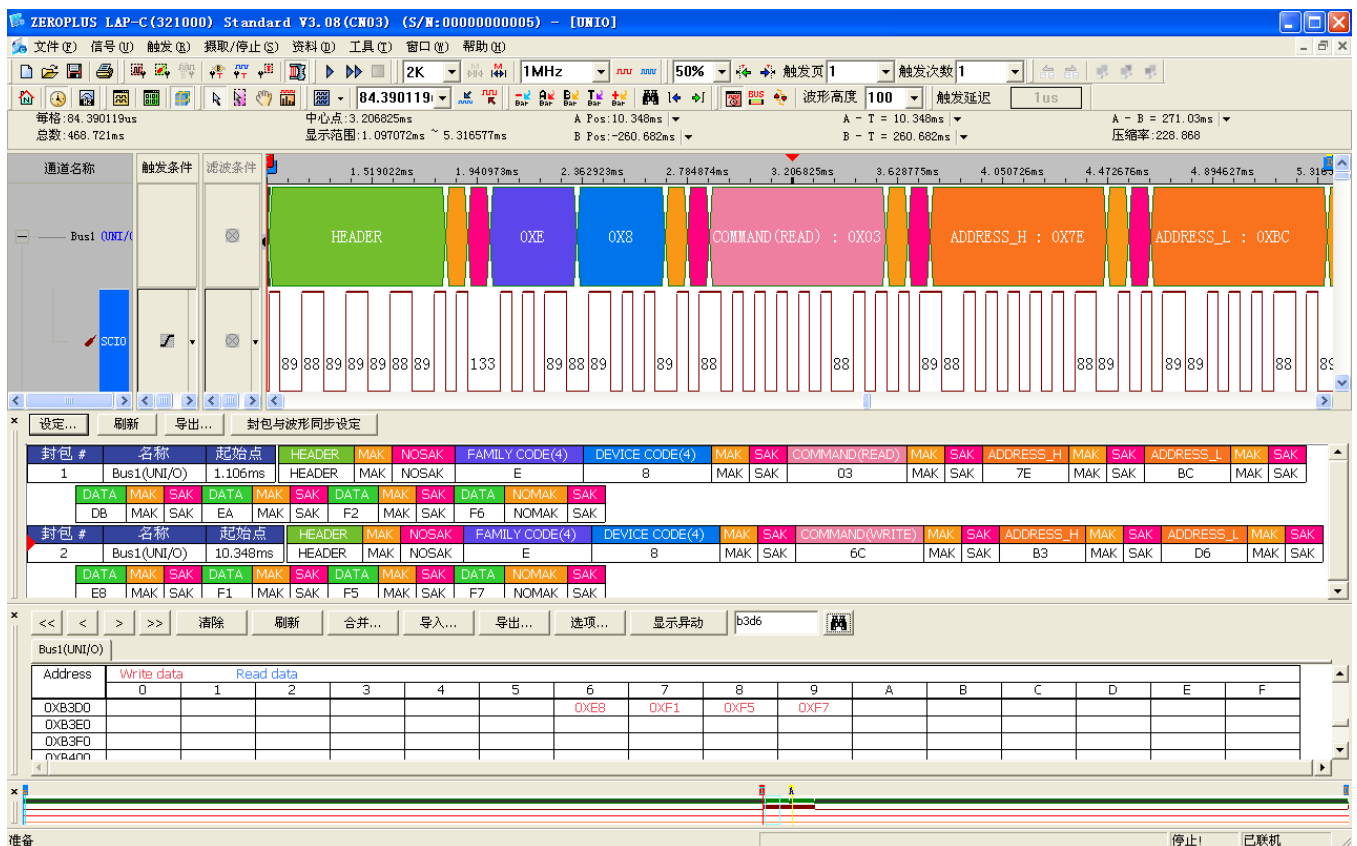 ZEROPLUS LAP-C(321000) Standard V3.08(CN03) (S/N:00000000005) - [UNIO]
文件(F) 信号(U) 触发(R) 摄取/停止(S) 资料(D) 工具(T) 窗口(W) 帮助(H)
2K 1MHz 50% 触发页 1 触发次数 1
84.390119 Bar Bar Bar Bar Bar BUS 波形高度 100 触发延迟 1us
每格:84.390119us 中心点:3.206825ms A Pos:10.348ms A - T = 10.348ms A - B = 271.03ms
总数:468.721ms 显示范围:1.097072ms ~ 5.316577ms B Pos:-260.682ms B - T = 260.682ms 压缩率:228.868
通道名称 触发条件 滤波条件 1.519022ms 1.940973ms 2.362923ms 2.784874ms 3.206825ms 3.628775ms 4.050726ms 4.472676ms 4.894627ms
Bus1 (UNI/ HEADER 0XE 0X8 COMMAND(READ) : 0X03 ADDRESS_H : 0X7E ADDRESS_L : 0XBC
SCIO 89 88 89 89 89 88 89 133 89 88 89 89 88 88 89 88 88 89 89 89 88
设定... 刷新 导出... 封包与波形同步设定
封包 # 名称 起始点 HEADER MAK NOSAK FAMILY CODE(4) DEVICE CODE(4) MAK SAK COMMAND(READ) MAK SAK ADDRESS_H MAK SAK ADDRESS_L MAK SAK
1 Bus1(UNI/O) 1.106ms HEADER MAK NOSAK E 8 MAK SAK 03 MAK SAK 7E MAK SAK BC MAK SAK
DATA MAK SAK DATA MAK SAK DATA MAK SAK DATA NOMAK SAK
DB MAK SAK EA MAK SAK F2 MAK SAK F6 NOMAK SAK
封包 # 名称 起始点 HEADER MAK NOSAK FAMILY CODE(4) DEVICE CODE(4) MAK SAK COMMAND(WRITE) MAK SAK ADDRESS_H MAK SAK ADDRESS_L MAK SAK
2 Bus1(UNI/O) 10.348ms HEADER MAK NOSAK E 8 MAK SAK 6C MAK SAK B3 MAK SAK D6 MAK SAK
DATA MAK SAK DATA MAK SAK DATA MAK SAK DATA NOMAK SAK
E8 MAK SAK F1 MAK SAK F5 MAK SAK F7 NOMAK SAK
<< < > >> 清除 刷新 合并... 导入... 导出... 选项... 显示异动 b3d6
Bus1(UNI/O)
Address Write data Read data
0 1 2 3 4 5 6 7 8 9 A B C D E F
0XB3D0 0XE8 0XF1 0XF5 0XF7
0XB3E0
0XB3F0
0XB400
A
准备 停止! 已联机